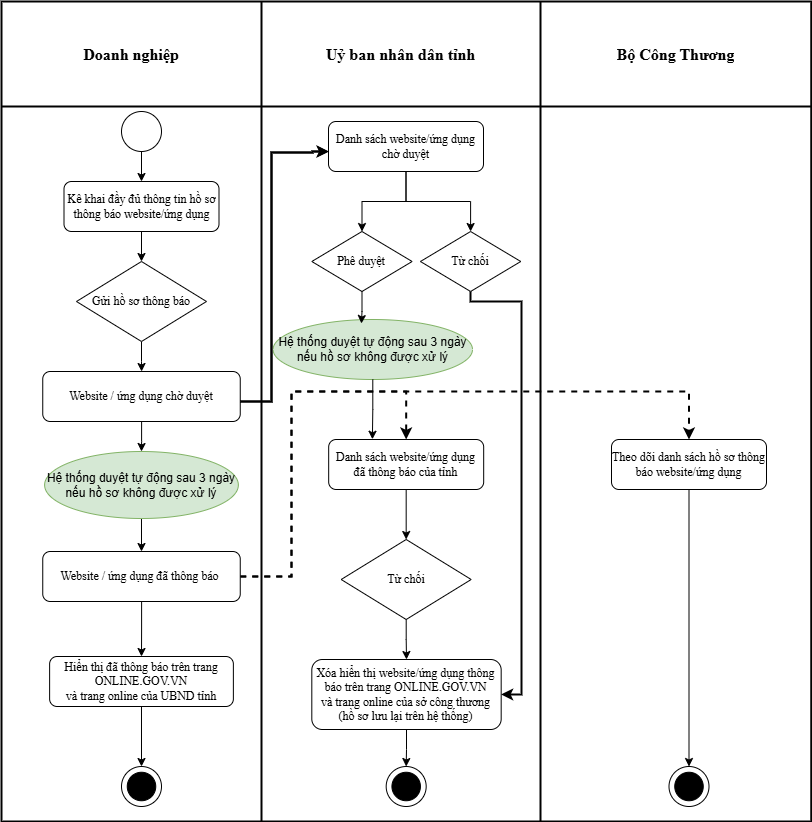 Doanh nghiệp
Uỷ ban nhân dân tỉnh
Bộ Công Thương
Kê khai đầy đủ thông tin hồ sơ
thông báo website/ứng dụng
Gửi hồ sơ thông báo
Website / ứng dụng chờ duyệt
Hệ thống duyệt tự động sau 3 ngày
nếu hồ sơ không được xử lý
Website / ứng dụng đã thông báo
Hiển thị đã thông báo trên trang
ONLINE.GOV.VN
và trang online của UBND tỉnh
Danh sách website/ứng dụng
chờ duyệt
Phê duyệt
Từ chối
Hệ thống duyệt tự động sau 3 ngày
nếu hồ sơ không được xử lý
Danh sách website/ứng dụng
đã thông báo của tỉnh
Từ chối
Xóa hiển thị website/ứng dụng thông
báo trên trang ONLINE.GOV.VN
và trang online của sở công thương
(hồ sơ lưu lại trên hệ thống)
Theo dõi danh sách hồ sơ thông
báo website/ứng dụng